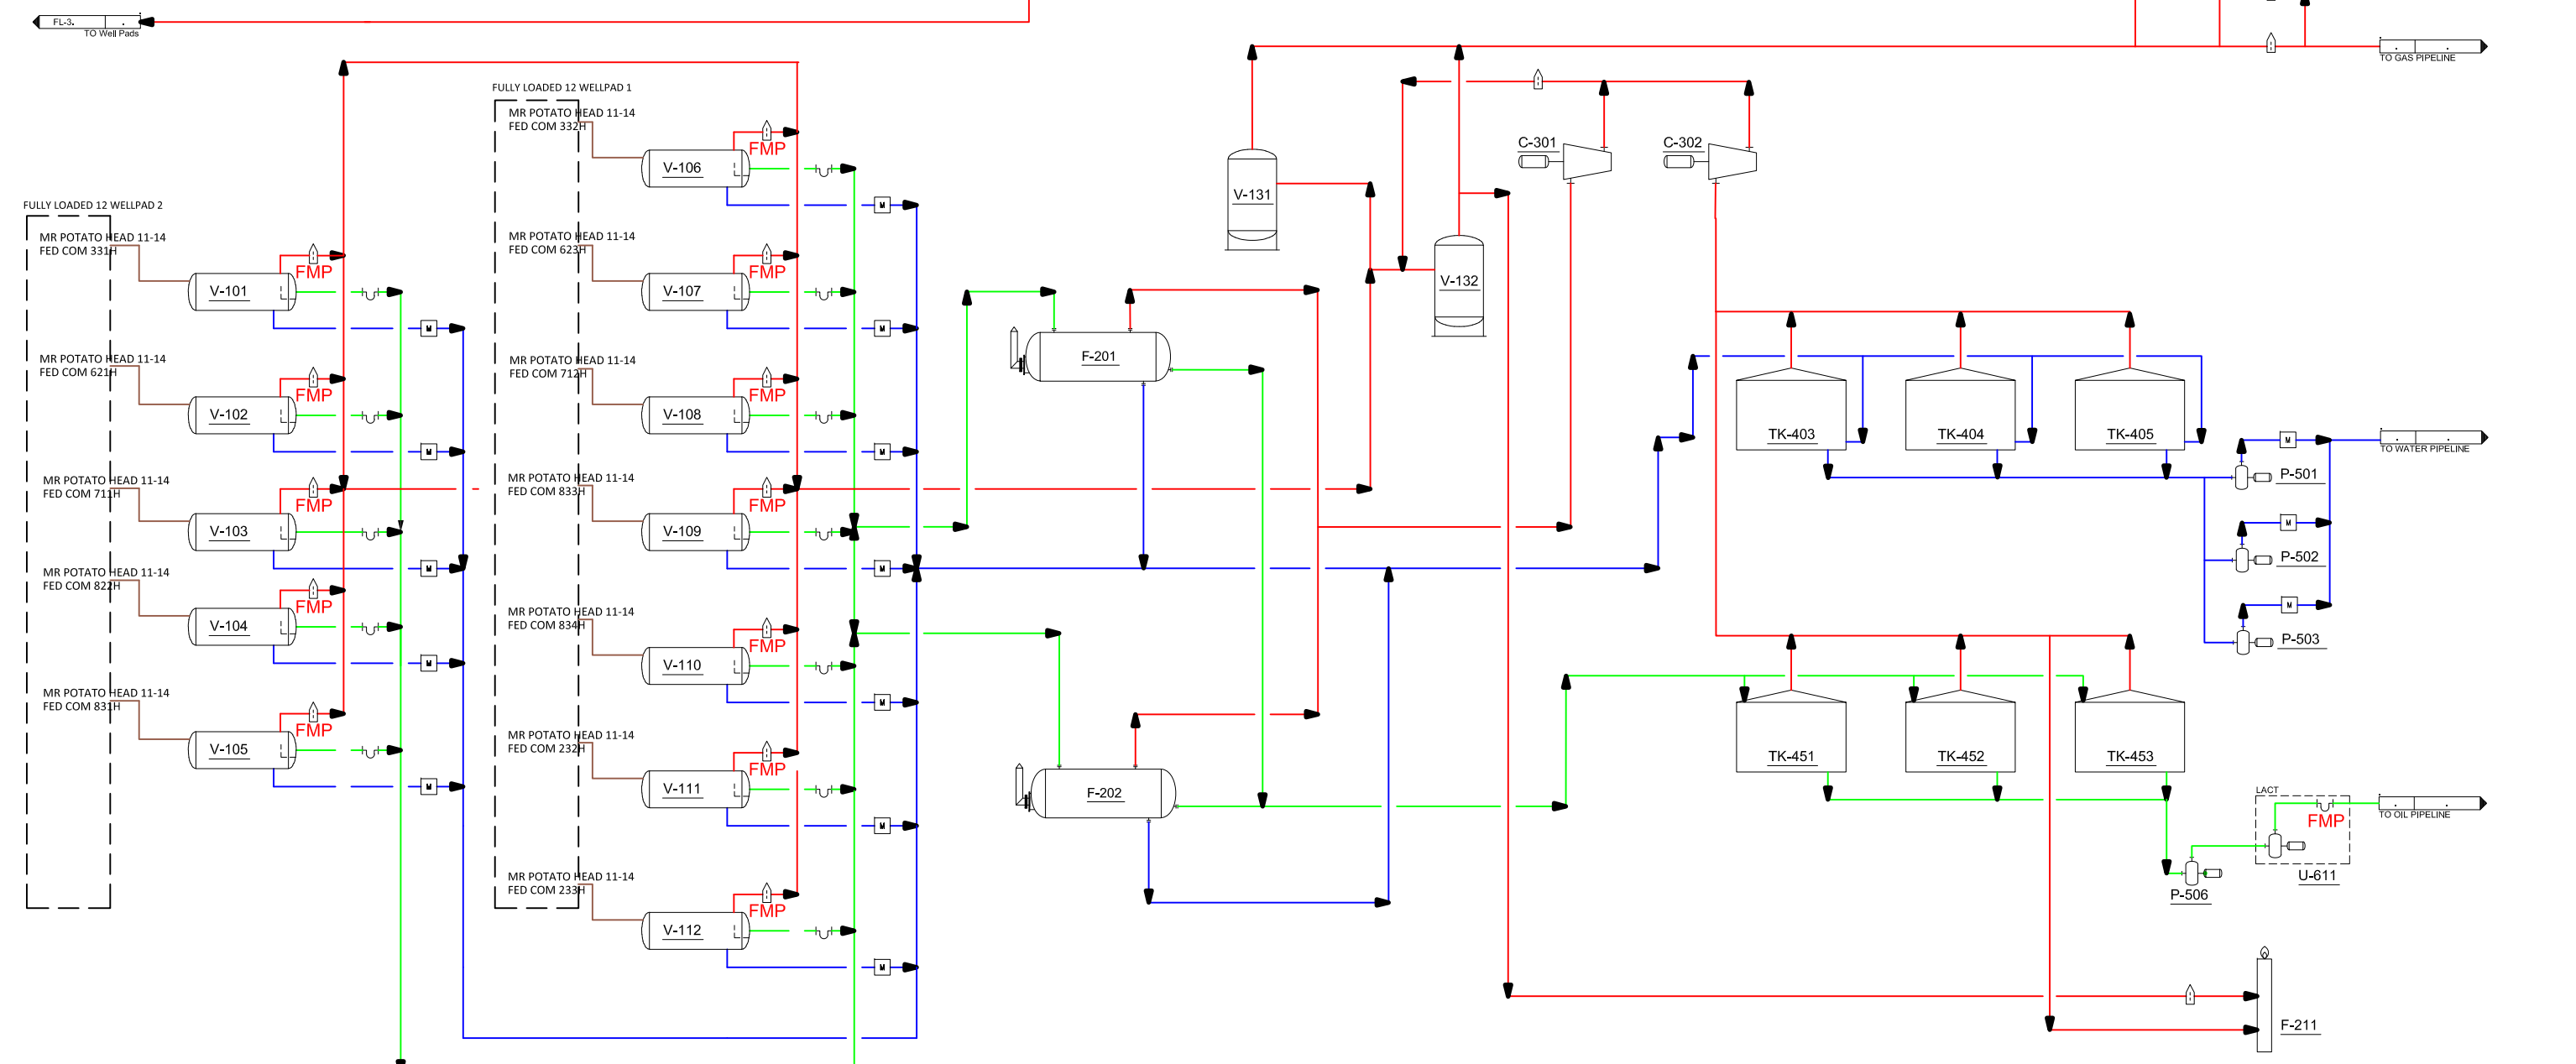 FL-3.
TO Well Pads
TO GAS PIPELINE
FULLY LOADED 12 WELLPAD 1
MR POTATO HEAD 11-14
FED COM 332H
FMP
V-106
C-301
C-302
V-131
FULLY LOADED 12 WELLPAD 2
M
MR POTATO HEAD 11-14
FED COM 331H
FMP
V-101
M
MR POTATO HEAD 11-14
FED COM 623H
FMP
V-107
M
V-132
MR POTATO HEAD 11-14
FED COM 621H
FMP
V-102
M
MR POTATO HEAD 11-14
FED COM 712H
FMP
V-108
M
F-201
TK-403
TK-404
TK-405
M
TO WATER PIPELINE
P-501
M
P-502
M
P-503
MR POTATO HEAD 11-14
FED COM 711H
FMP
V-103
M
MR POTATO HEAD 11-14
FED COM 833H
FMP
V-109
M
MR POTATO HEAD 11-14
FED COM 822H
FMP
V-104
M
MR POTATO HEAD 11-14
FED COM 834H
FMP
V-110
M
MR POTATO HEAD 11-14
FED COM 831H
FMP
V-105
M
MR POTATO HEAD 11-14
FED COM 232H
FMP
V-111
M
F-202
TK-451
TK-452
TK-453
LACT
FMP
TO OIL PIPELINE
U-611
P-506
MR POTATO HEAD 11-14
FED COM 233H
FMP
V-112
M
F-211